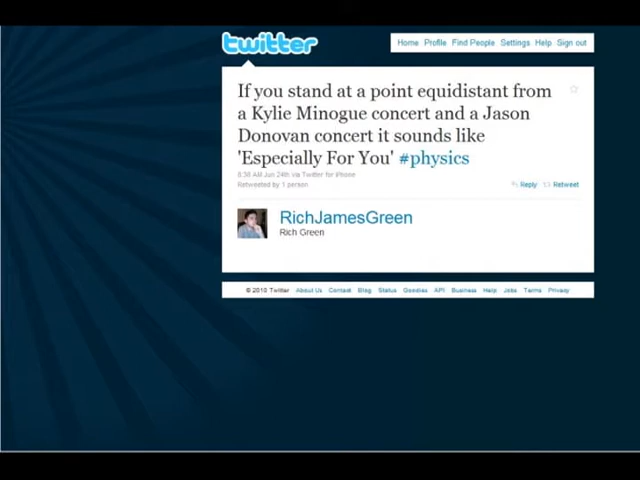 twitter
Home Profile Find People Settings Help Sign out
If you stand at a point equidistant from
a Kylie Minogue concert and a Jason
Donovan concert it sounds like
'Especially For You' #physics
8:38 AM Jun 24th via Twitter for iPhone
Retweeted by 1 person
Reply Retweet
RichJamesGreen
Rich Green
© 2010 Twitter About Us Contact Blog Status Goodies API Business Help Jobs Terms Privacy